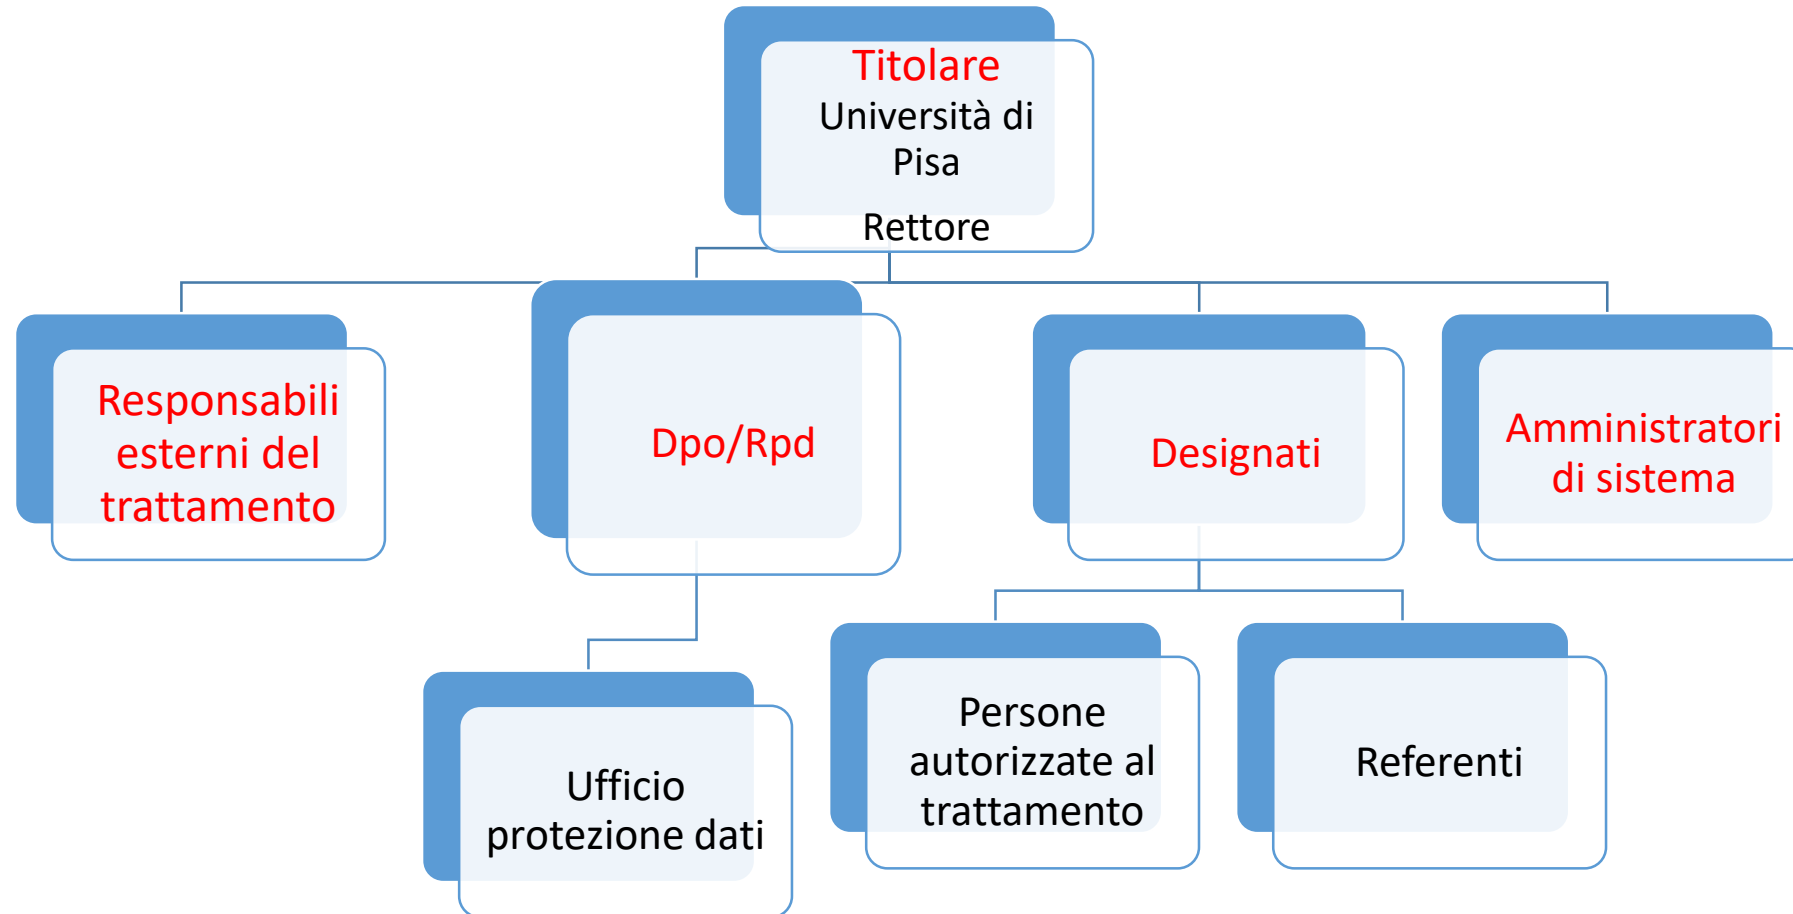 Titolare
Università di
Pisa
Rettore
Responsabili
esterni del
trattamento
Dpo/Rpd
Designati
Amministratori
di sistema
Ufficio
protezione dati
Persone
autorizzate al
trattamento
Referenti